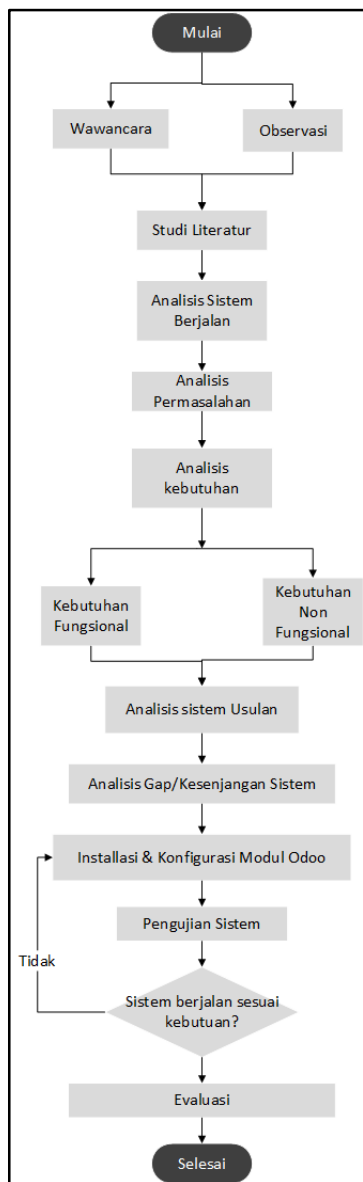 Mulai
Wawancara
Observasi
Studi Literatur
Analisis Sistem
Berjalan
Analisis
Permasalahan
Analisis
kebutuhan
Kebutuhan
Fungsional
Kebutuhan
Non
Fungsional
Analisis sistem Usulan
Analisis Gap/Kesenjangan Sistem
Installasi & Konfigurasi Modul Odoo
Pengujian Sistem
Tidak
Sistem berjalan sesuai
kebutuan?
Evaluasi
Selesai